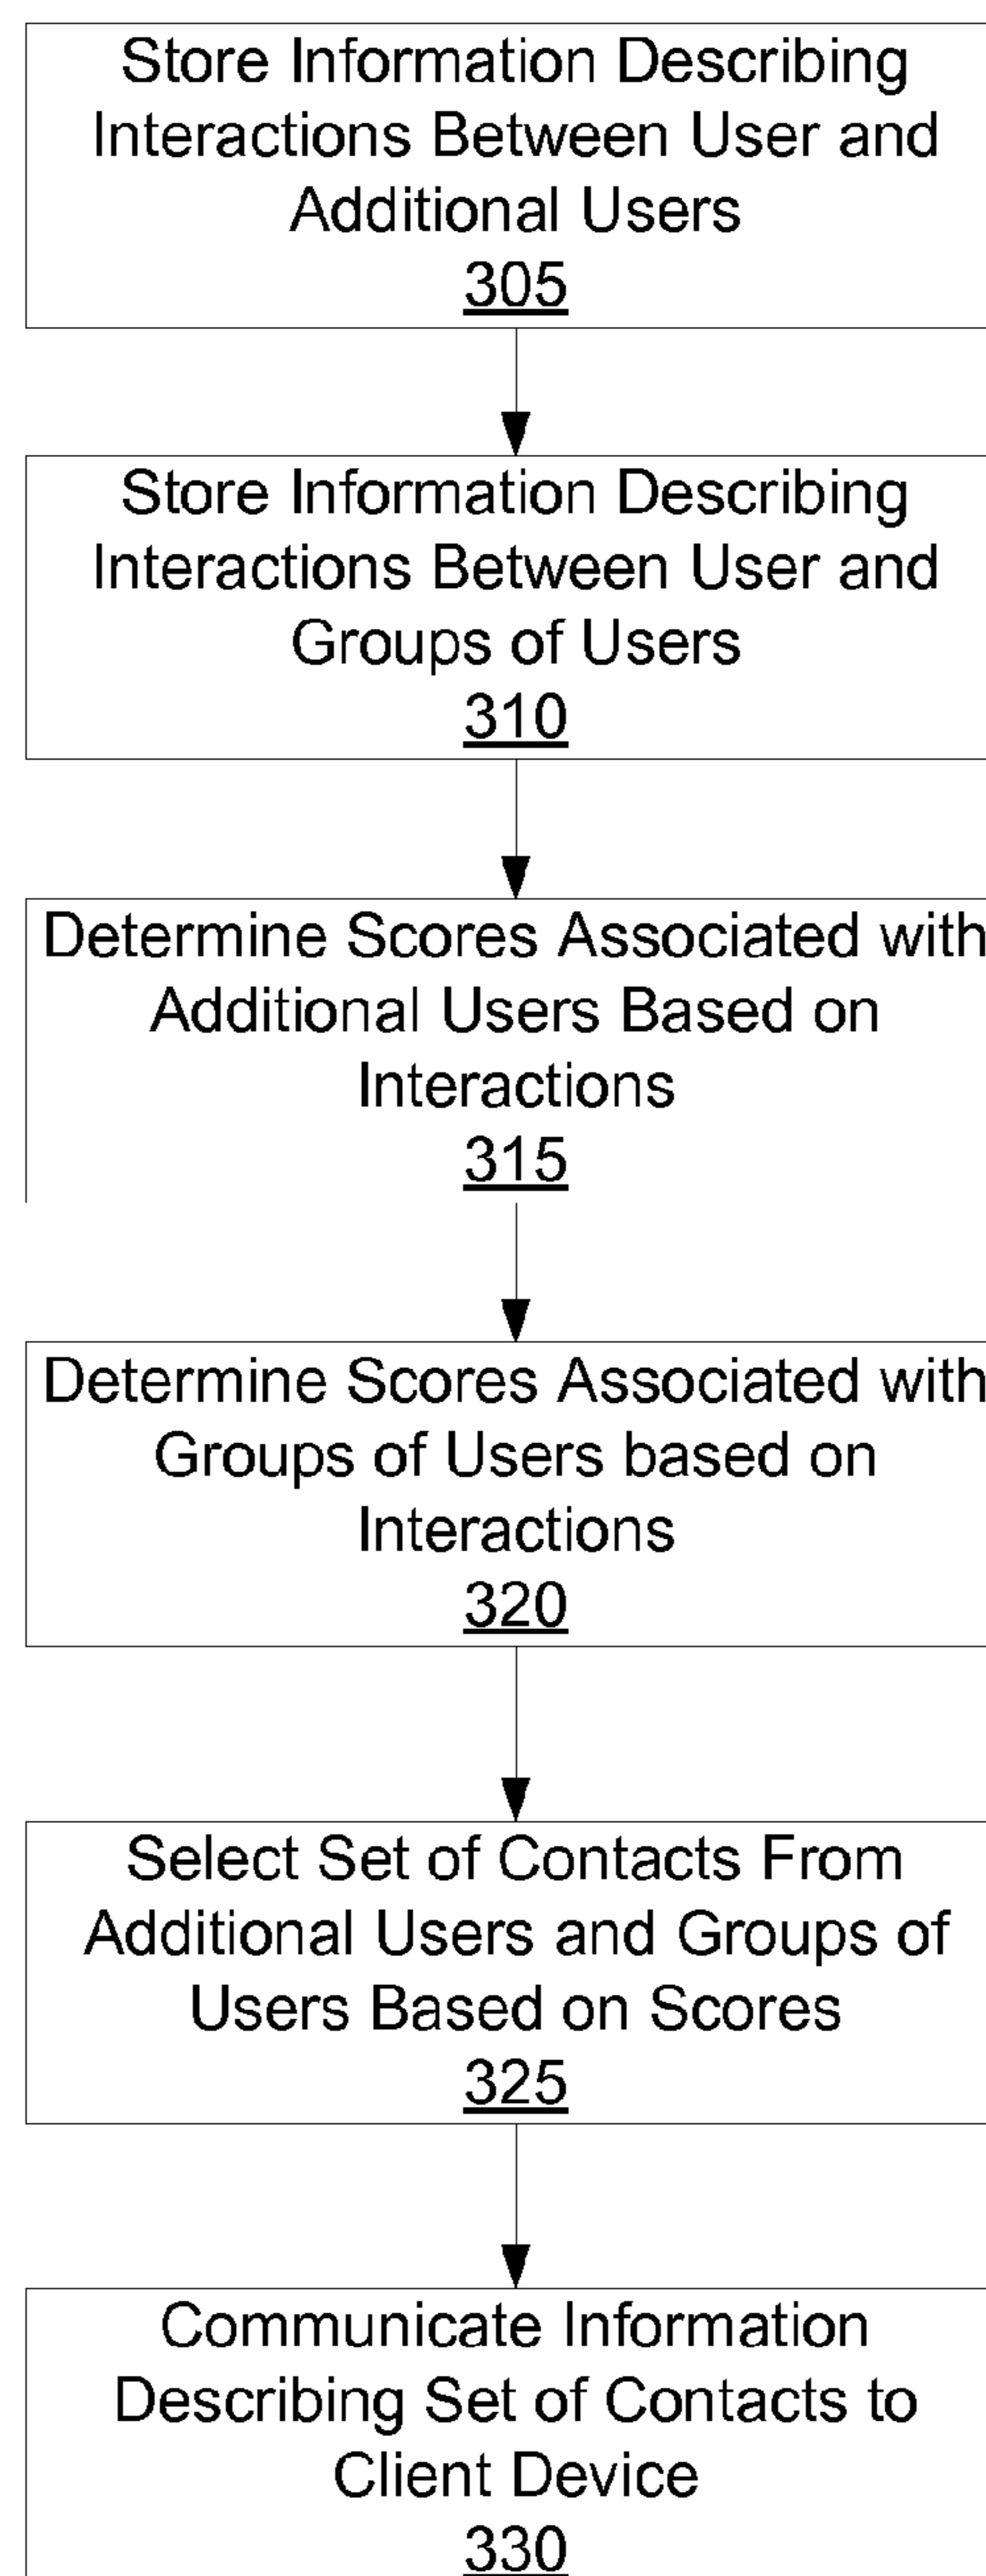 Store Information Describing
Interactions Between User and
Additional Users
305
Store Information Describing
Interactions Between User and
Groups of Users
310
Determine Scores Associated with
Additional Users Based on
Interactions
315
Determine Scores Associated with
Groups of Users based on
Interactions
320
Select Set of Contacts From
Additional Users and Groups of
Users Based on Scores
325
Communicate Information
Describing Set of Contacts to
Client Device
330